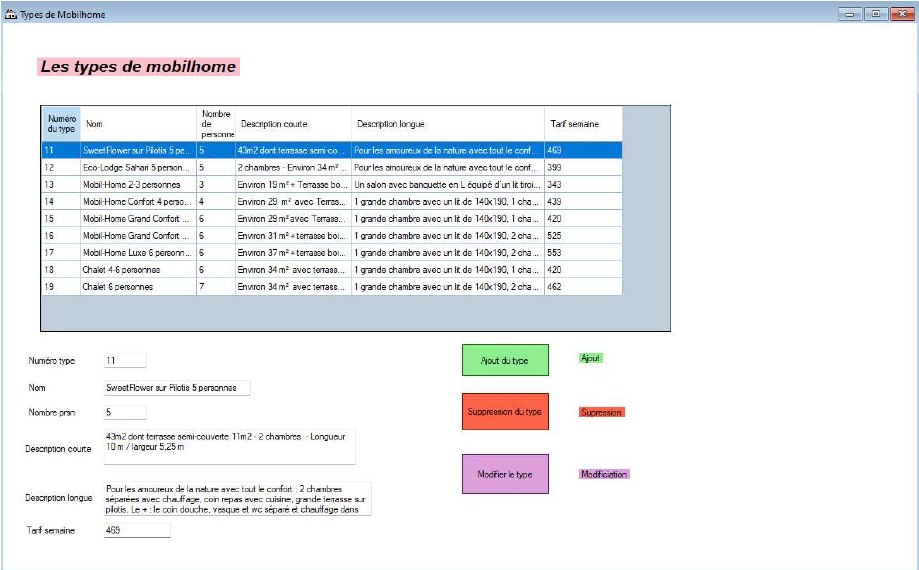 Types de Mobilhome
Les types de mobilhome
Numéro du type Nom Nombre de personne Description courte Description longue Tarif semaine
11 SweetFlower sur Pilotis 5 pe... 5 43m2 dont terrasse semi-co... Pour les amoureux de la nature avec tout le conf... 469
12 Eco-Lodge Sahari 5 person... 5 2 chambres - Environ 34 m² ... Pour les amoureux de la nature avec tout le conf... 399
13 Mobil-Home 2-3 personnes 3 Environ 19 m² + Terrasse bo... Un salon avec banquette en L équipé d'un lit tiroi... 343
14 Mobil-Home Confort 4 perso... 4 Environ 29 m² avec Terras... 1 grande chambre avec un lit de 140x190, 1 cha... 439
15 Mobil-Home Grand Confort ... 6 Environ 29 m² avec Terras... 1 grande chambre avec un lit de 140x190, 1 cha... 420
16 Mobil-Home Grand Confort ... 6 Environ 31 m² + terrasse boi... 1 grande chambre avec un lit de 140x190, 2 cha... 525
17 Mobil-Home Luxe 6 personn... 6 Environ 37 m² + terrasse boi... 1 grande chambre avec un lit de 140x190, 2 cha... 553
18 Chalet 4-6 personnes 6 Environ 34 m² avec terrass... 1 grande chambre avec un lit de 140x190, 1 cha... 420
19 Chalet 6 personnes 7 Environ 34 m² avec terrass... 1 grande chambre avec un lit de 140x190, 2 cha... 462
Numéro type 11
Nom SweetFlower sur Pilotis 5 personnes
Nombre prsn 5
Description courte 43m2 dont terrasse semi-couverte 11m2 - 2 chambres - Longueur
10 m / largeur 5,25 m
Description longue Pour les amoureux de la nature avec tout le confort : 2 chambres
séparées avec chauffage, coin repas avec cuisine, grande terrasse sur
pilotis. Le + : le coin douche, vasque et wc séparé et chauffage dans
Tarif semaine 469
Ajout du type Ajout
Suppression du type Supression
Modifier le type Modificiation